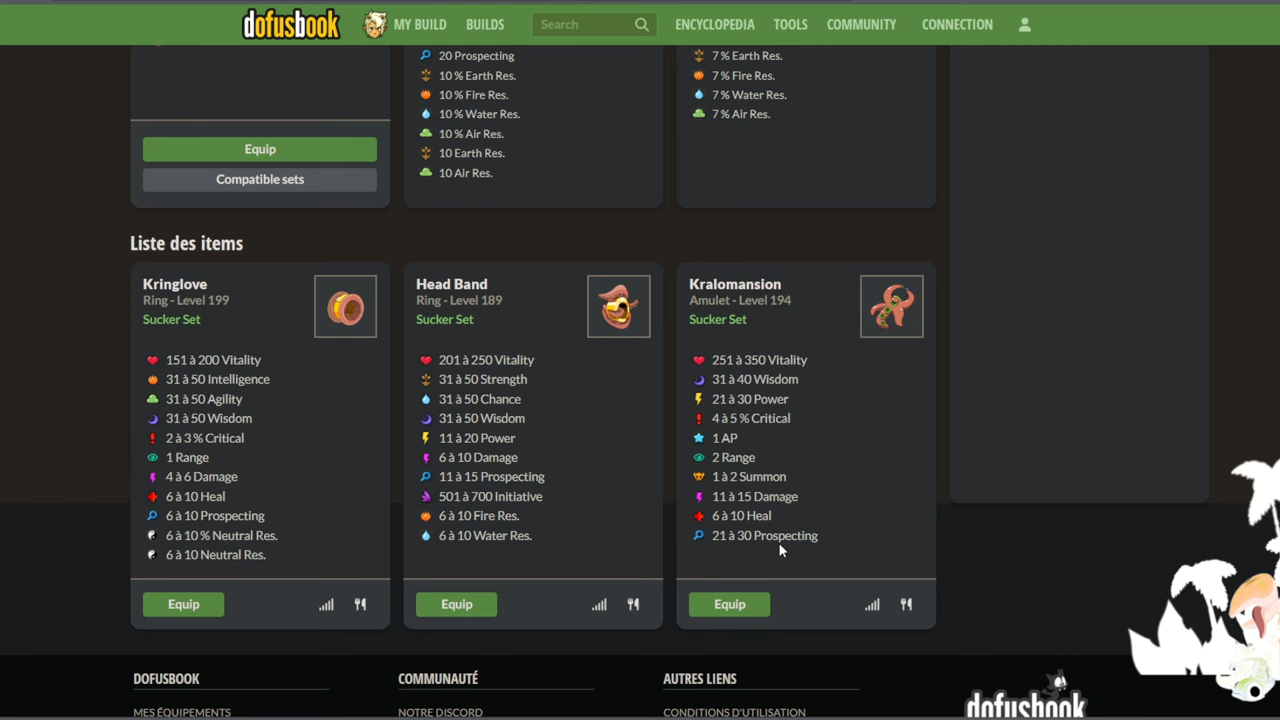 dofusbook
MY BUILD
BUILDS
Search
ENCYCLOPEDIA
TOOLS
COMMUNITY
CONNECTION
Equip
Compatible sets
20 Prospecting
10 % Earth Res.
10 % Fire Res.
10 % Water Res.
10 % Air Res.
10 Earth Res.
10 Air Res.
7 % Earth Res.
7 % Fire Res.
7 % Water Res.
7 % Air Res.
Liste des items
Kringlove
Ring - Level 199
Sucker Set
151 à 200 Vitality
31 à 50 Intelligence
31 à 50 Agility
31 à 50 Wisdom
2 à 3 % Critical
1 Range
4 à 6 Damage
6 à 10 Heal
6 à 10 Prospecting
6 à 10 % Neutral Res.
6 à 10 Neutral Res.
Equip
Head Band
Ring - Level 189
Sucker Set
201 à 250 Vitality
31 à 50 Strength
31 à 50 Chance
31 à 50 Wisdom
11 à 20 Power
6 à 10 Damage
11 à 15 Prospecting
501 à 700 Initiative
6 à 10 Fire Res.
6 à 10 Water Res.
Equip
Kralomansion
Amulet - Level 194
Sucker Set
251 à 350 Vitality
31 à 40 Wisdom
21 à 30 Power
4 à 5 % Critical
1 AP
2 Range
1 à 2 Summon
11 à 15 Damage
6 à 10 Heal
21 à 30 Prospecting
Equip
DOFUSBOOK
MES ÉQUIPEMENTS
COMMUNAUTÉ
NOTRE DISCORD
AUTRES LIENS
CONDITIONS D'UTILISATION
dofusbook